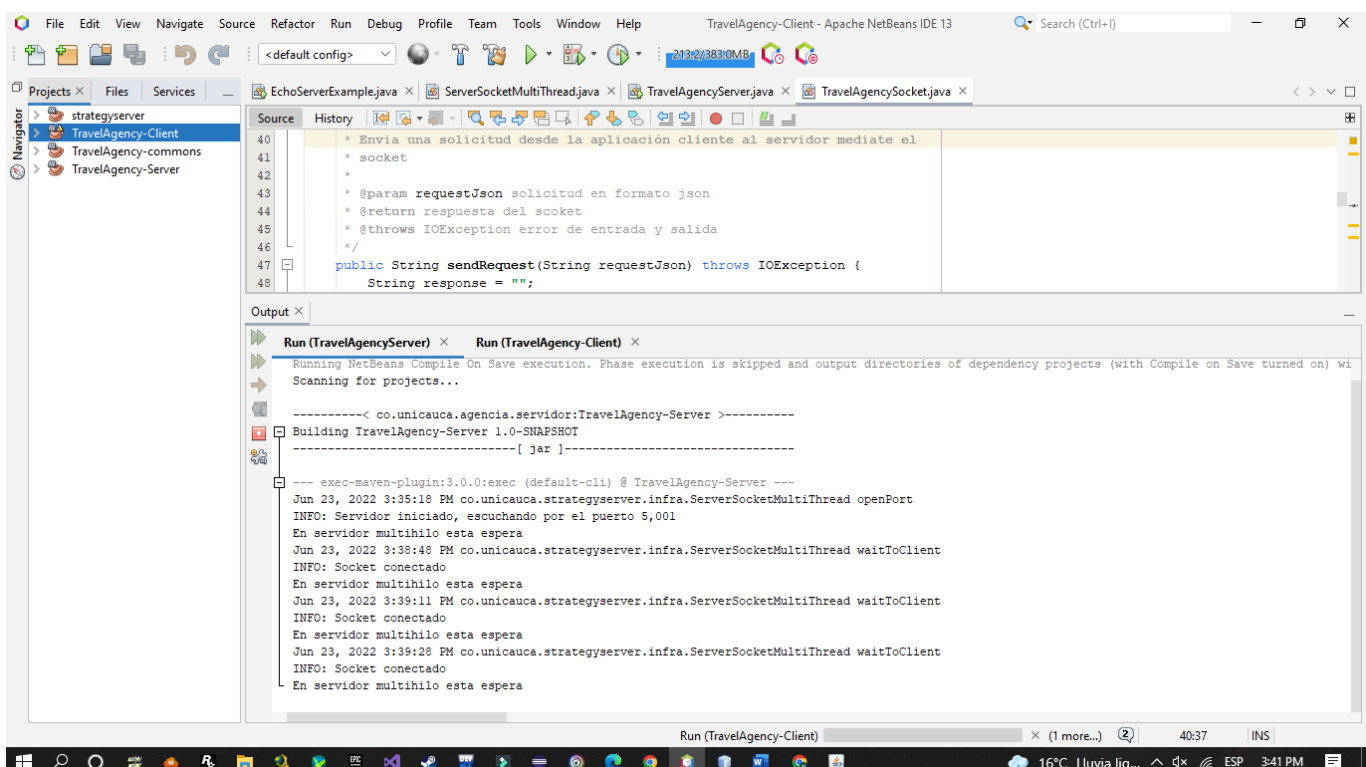 File Edit View Navigate Source Refactor Run Debug Profile Team Tools Window Help TravelAgency-Client - Apache NetBeans IDE 13 Search (Ctrl+I)
<default config> 213.2/383.0MB
Projects Files Services
EchoServerExample.java ServerSocketMultiThread.java TravelAgencyServer.java TravelAgencySocket.java
Navigator
strategyserver
TravelAgency-Client
TravelAgency-commons
TravelAgency-Server
Source History
40 * Envia una solicitud desde la aplicación cliente al servidor mediate el
41 * socket
42 *
43 * @param requestJson solicitud en formato json
44 * @return respuesta del scoket
45 * @throws IOException error de entrada y salida
46 */
47 public String sendRequest(String requestJson) throws IOException {
48 String response = "";
Output
Run (TravelAgencyServer) Run (TravelAgency-Client)
Running NetBeans Compile On Save execution. Phase execution is skipped and output directories of dependency projects (with Compile on Save turned on) wi
Scanning for projects...
----------< co.unicauca.agencia.servidor:TravelAgency-Server >----------
Building TravelAgency-Server 1.0-SNAPSHOT
--------------------------------[ jar ]---------------------------------
--- exec-maven-plugin:3.0.0:exec (default-cli) @ TravelAgency-Server ---
Jun 23, 2022 3:35:18 PM co.unicauca.strategyserver.infra.ServerSocketMultiThread openPort
INFO: Servidor iniciado, escuchando por el puerto 5,001
En servidor multihilo esta espera
Jun 23, 2022 3:38:48 PM co.unicauca.strategyserver.infra.ServerSocketMultiThread waitToClient
INFO: Socket conectado
En servidor multihilo esta espera
Jun 23, 2022 3:39:11 PM co.unicauca.strategyserver.infra.ServerSocketMultiThread waitToClient
INFO: Socket conectado
En servidor multihilo esta espera
Jun 23, 2022 3:39:28 PM co.unicauca.strategyserver.infra.ServerSocketMultiThread waitToClient
INFO: Socket conectado
En servidor multihilo esta espera
Run (TravelAgency-Client) (1 more...) 2 40:37 INS
16°C Lluvia lig... ESP 3:41 PM